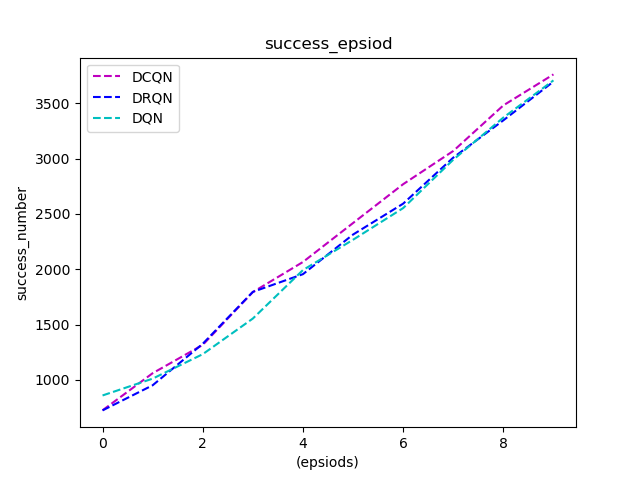 success_epsiod
DCQN
DRQN
DQN
3500
3000
2500
2000
1500
1000
success_number
0 2 4 6 8
(epsiods)